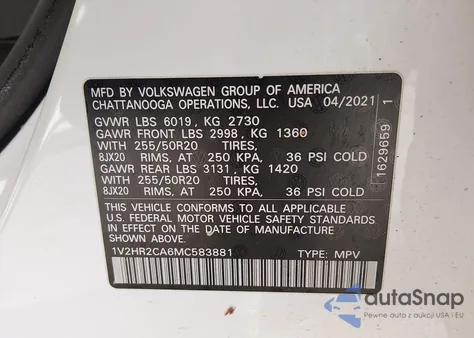 MFD BY VOLKSWAGEN GROUP OF AMERICA
CHATTANOOGA OPERATIONS, LLC. USA 04/2021
GVWR LBS 6019, KG 2730
GAWR FRONT LBS 2998, KG 1360
WITH 255/50R20 TIRES,
8JX20 RIMS, AT 250 KPA, 36 PSI COLD
GAWR REAR LBS 3131, KG 1420
WITH 255/50R20 TIRES,
8JX20 RIMS, AT 250 KPA, 36 PSI COLD
THIS VEHICLE CONFORMS TO ALL APPLICABLE
U.S. FEDERAL MOTOR VEHICLE SAFETY STANDARDS
IN EFFECT ON THE DATE OF MANUFACTURE
SHOWN ABOVE.
1V2HR2CA6MC583881 TYPE: MPV
1629659 1
autoSnap
Access to auctions in USA i EU